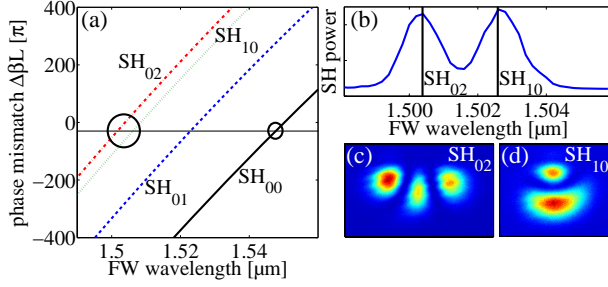 (a)
phase mismatch ΔβL [π]
400
200
0
−200
−400
SH02
SH10
SH01
SH00
1.5 1.52 1.54
FW wavelength [μm]
(b)
SH power
SH02 SH10
1.500 1.502 1.504
FW wavelength [μm]
(c) SH02
(d) SH10